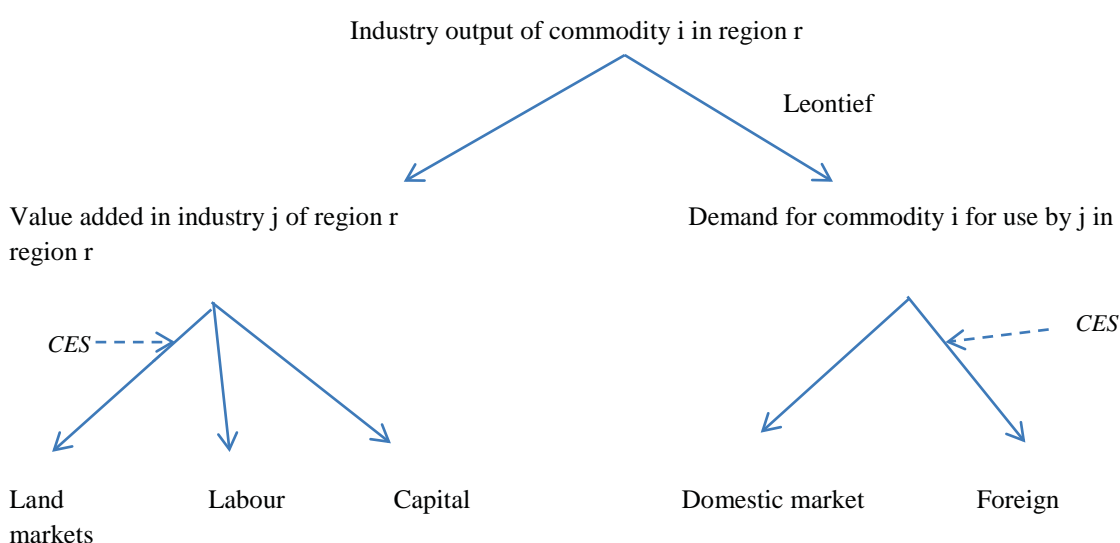 Industry output of commodity i in region r
Leontief
Value added in industry j of region r Demand for commodity i for use by j in
region r
CES CES
Land Labour Capital Domestic market Foreign
markets